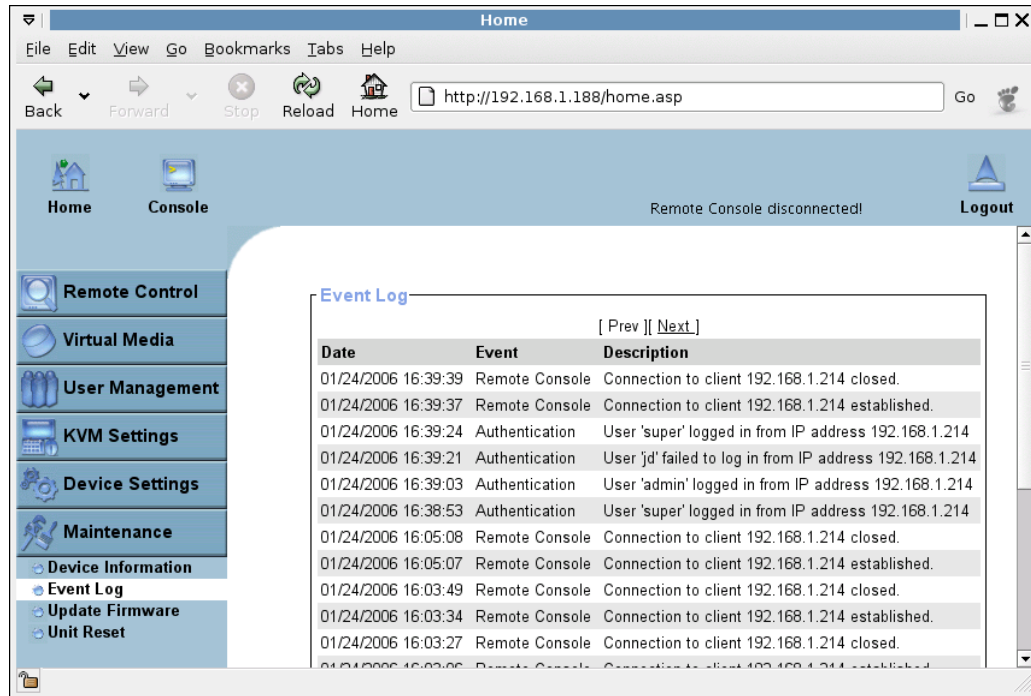 Home
File Edit View Go Bookmarks Tabs Help
Back Forward Stop Reload Home http://192.168.1.188/home.asp Go
Home Console Remote Console disconnected! Logout
Remote Control
Virtual Media
User Management
KVM Settings
Device Settings
Maintenance
Device Information
Event Log
Update Firmware
Unit Reset
Event Log
[ Prev ][ Next ]
Date Event Description
01/24/2006 16:39:39 Remote Console Connection to client 192.168.1.214 closed.
01/24/2006 16:39:37 Remote Console Connection to client 192.168.1.214 established.
01/24/2006 16:39:24 Authentication User 'super' logged in from IP address 192.168.1.214
01/24/2006 16:39:21 Authentication User 'jd' failed to log in from IP address 192.168.1.214
01/24/2006 16:39:03 Authentication User 'admin' logged in from IP address 192.168.1.214
01/24/2006 16:38:53 Authentication User 'super' logged in from IP address 192.168.1.214
01/24/2006 16:05:08 Remote Console Connection to client 192.168.1.214 closed.
01/24/2006 16:05:07 Remote Console Connection to client 192.168.1.214 established.
01/24/2006 16:03:49 Remote Console Connection to client 192.168.1.214 closed.
01/24/2006 16:03:34 Remote Console Connection to client 192.168.1.214 established.
01/24/2006 16:03:27 Remote Console Connection to client 192.168.1.214 closed.